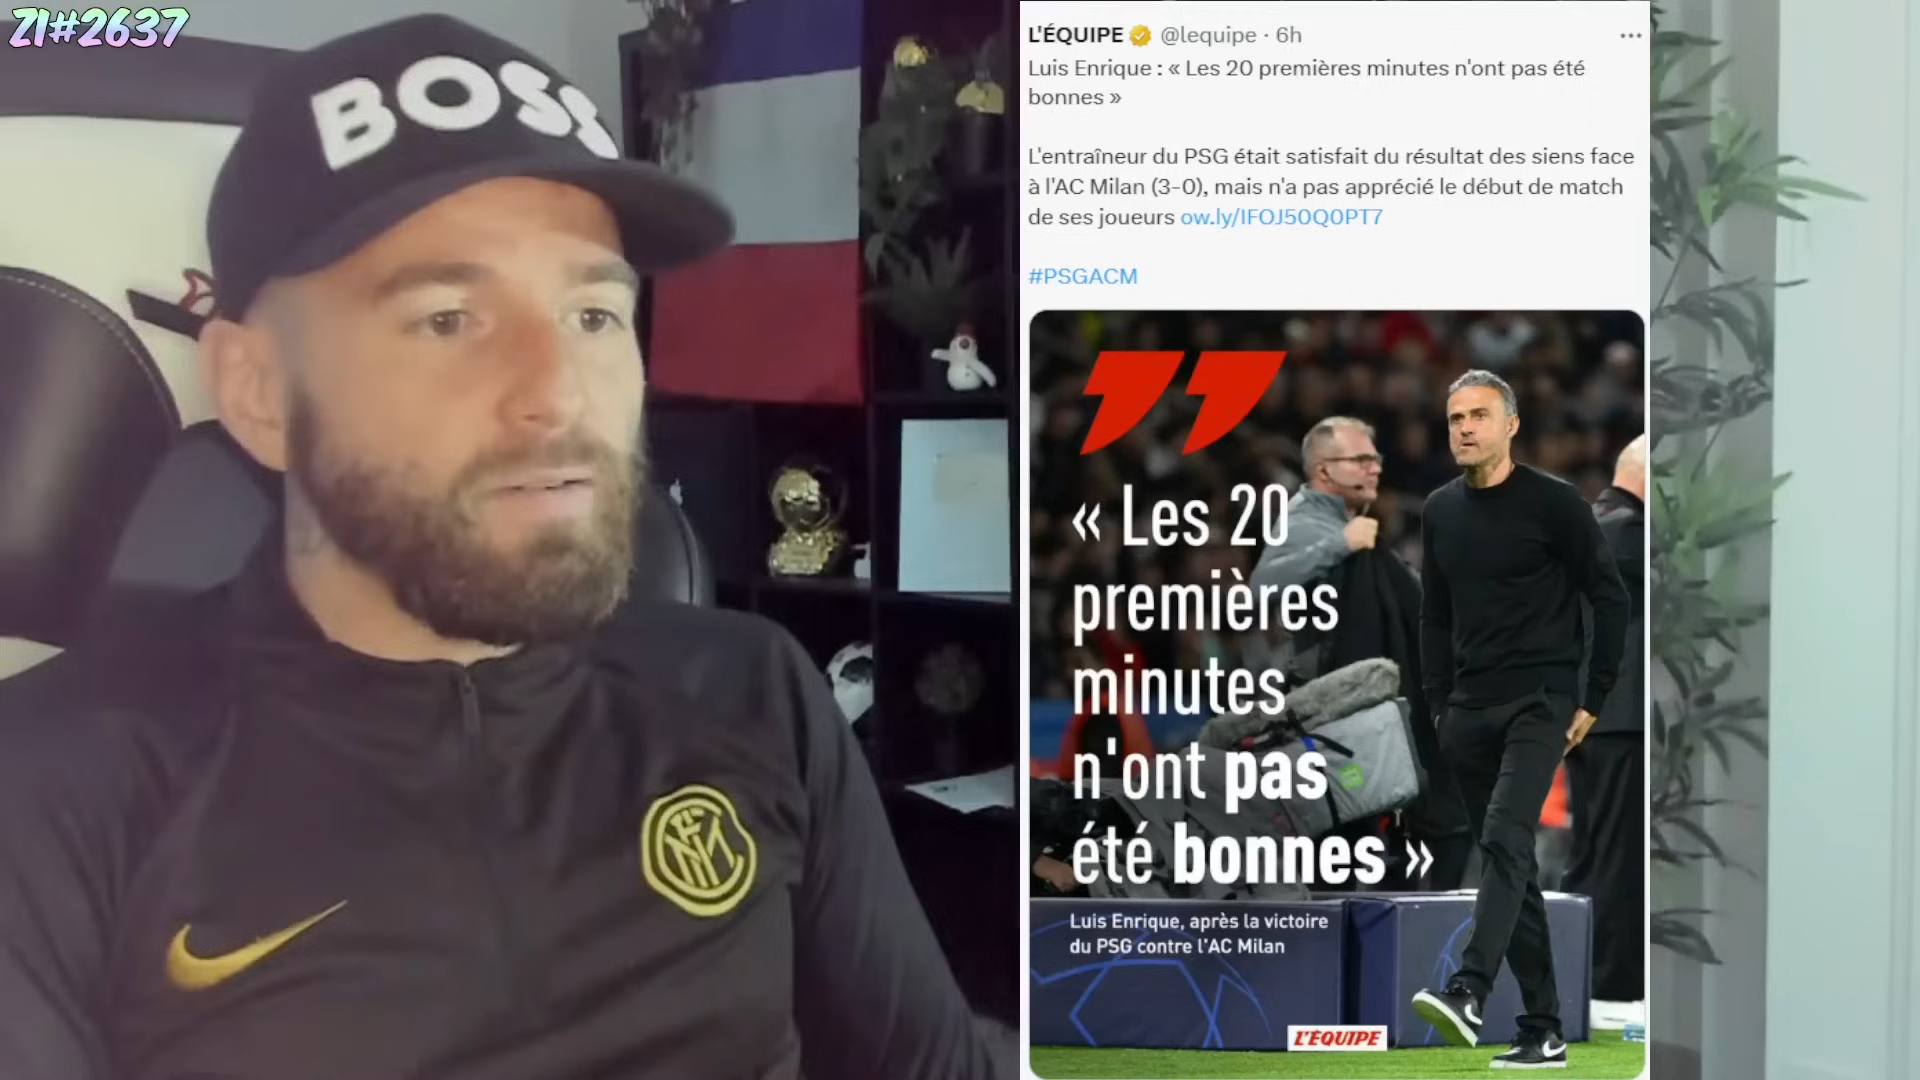 ZI#2637
BOSS
L'ÉQUIPE @lequipe · 6h
Luis Enrique : « Les 20 premières minutes n'ont pas été
bonnes »
L'entraîneur du PSG était satisfait du résultat des siens face
à l'AC Milan (3-0), mais n'a pas apprécié le début de match
de ses joueurs ow.ly/IFOJ50Q0PT7
#PSGACM
« Les 20
premières
minutes
n'ont pas
été bonnes »
Luis Enrique, après la victoire
du PSG contre l'AC Milan
L'ÉQUIPE